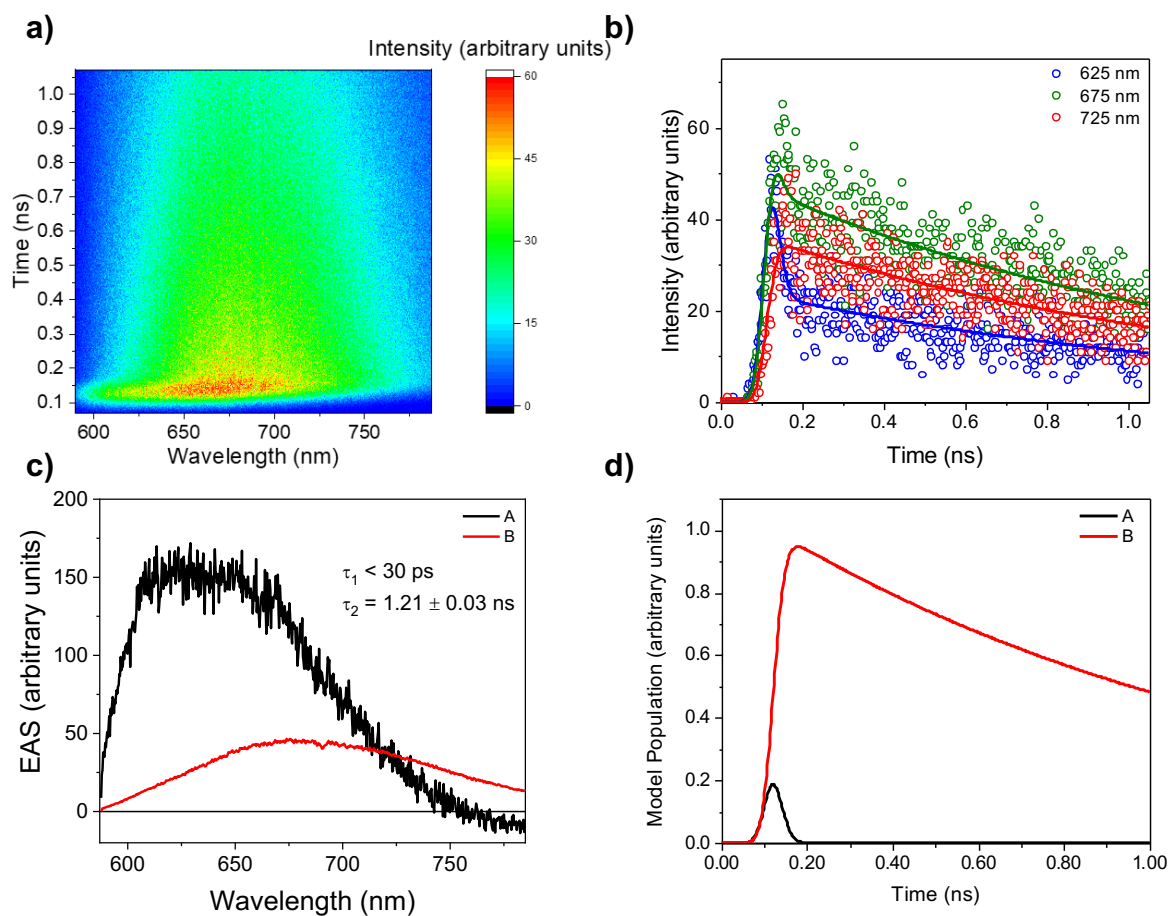 a)
Intensity (arbitrary units)
60
45
30
15
0
Time (ns)
1.0
0.9
0.8
0.7
0.6
0.5
0.4
0.3
0.2
0.1
600 650 700 750
Wavelength (nm)
b)
625 nm
675 nm
725 nm
Intensity (arbitrary units)
60
40
20
0
0.0 0.2 0.4 0.6 0.8 1.0
Time (ns)
c)
A
B
τ1 < 30 ps
τ2 = 1.21 ± 0.03 ns
EAS (arbitrary units)
200
150
100
50
0
600 650 700 750
Wavelength (nm)
d)
A
B
Model Population (arbitrary units)
1.0
0.8
0.6
0.4
0.2
0.0
0.00 0.20 0.40 0.60 0.80 1.00
Time (ns)